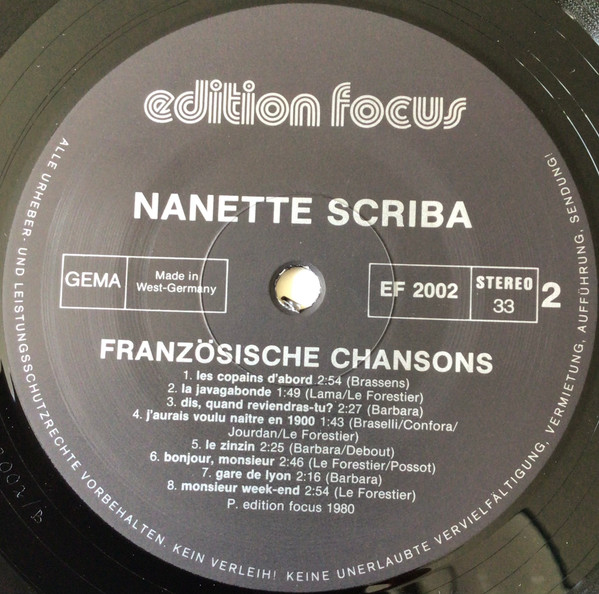 edition focus
NANETTE SCRIBA
GEMA
Made in
West-Germany
EF 2002
STEREO
33
2
FRANZÖSISCHE CHANSONS
1. les copains d'abord 2:54 (Brassens)
2. la javagabonde 1:49 (Lama/Le Forestier)
3. dis, quand reviendras-tu? 2:27 (Barbara)
4. j'aurais voulu naître en 1900 1:43 (Braselli/Confora/
Jourdan/Le Forestier)
5. le zinzin 2:25 (Barbara/Debout)
6. bonjour, monsieur 2:46 (Le Forestier/Possot)
7. gare de lyon 2:16 (Barbara)
8. monsieur week-end 2:54 (Le Forestier)
P. edition focus 1980
ALLE URHEBER- UND LEISTUNGSSCHUTZRECHTE VORBEHALTEN. KEIN VERLEIH! KEINE UNERLAUBTE VERVIELFÄLTIGUNG, VERMIETUNG, AUFFÜHRUNG, SENDUNG!